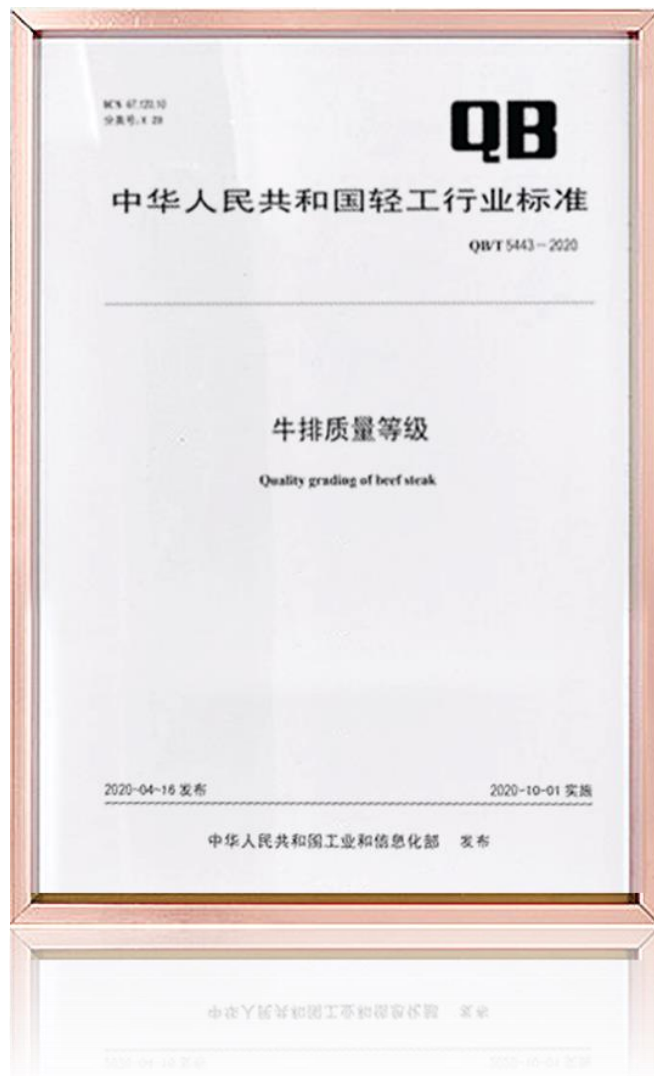 ICS 67.120.10
分类号:X 28
QB
中华人民共和国轻工行业标准
QB/T 5443－2020
牛排质量等级
Quality grading of beef steak
2020-04-16 发布
2020-10-01 实施
中华人民共和国工业和信息化部 发布